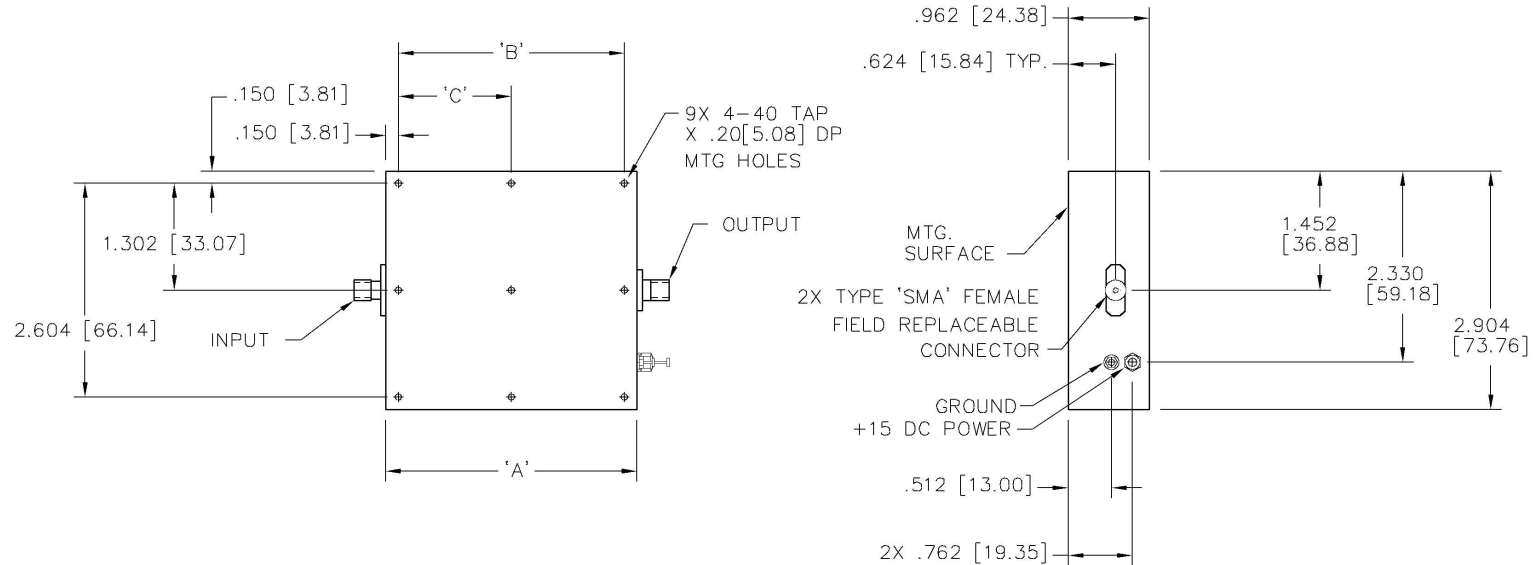 'B'
'C'
.150 [3.81]
.150 [3.81]
9X 4-40 TAP
X .20[5.08] DP
MTG HOLES
1.302 [33.07]
2.604 [66.14]
INPUT
OUTPUT
'A'
.962 [24.38]
.624 [15.84] TYP.
MTG.
SURFACE
2X TYPE 'SMA' FEMALE
FIELD REPLACEABLE
CONNECTOR
GROUND
+15 DC POWER
1.452
[36.88]
2.330
[59.18]
2.904
[73.76]
.512 [13.00]
2X .762 [19.35]